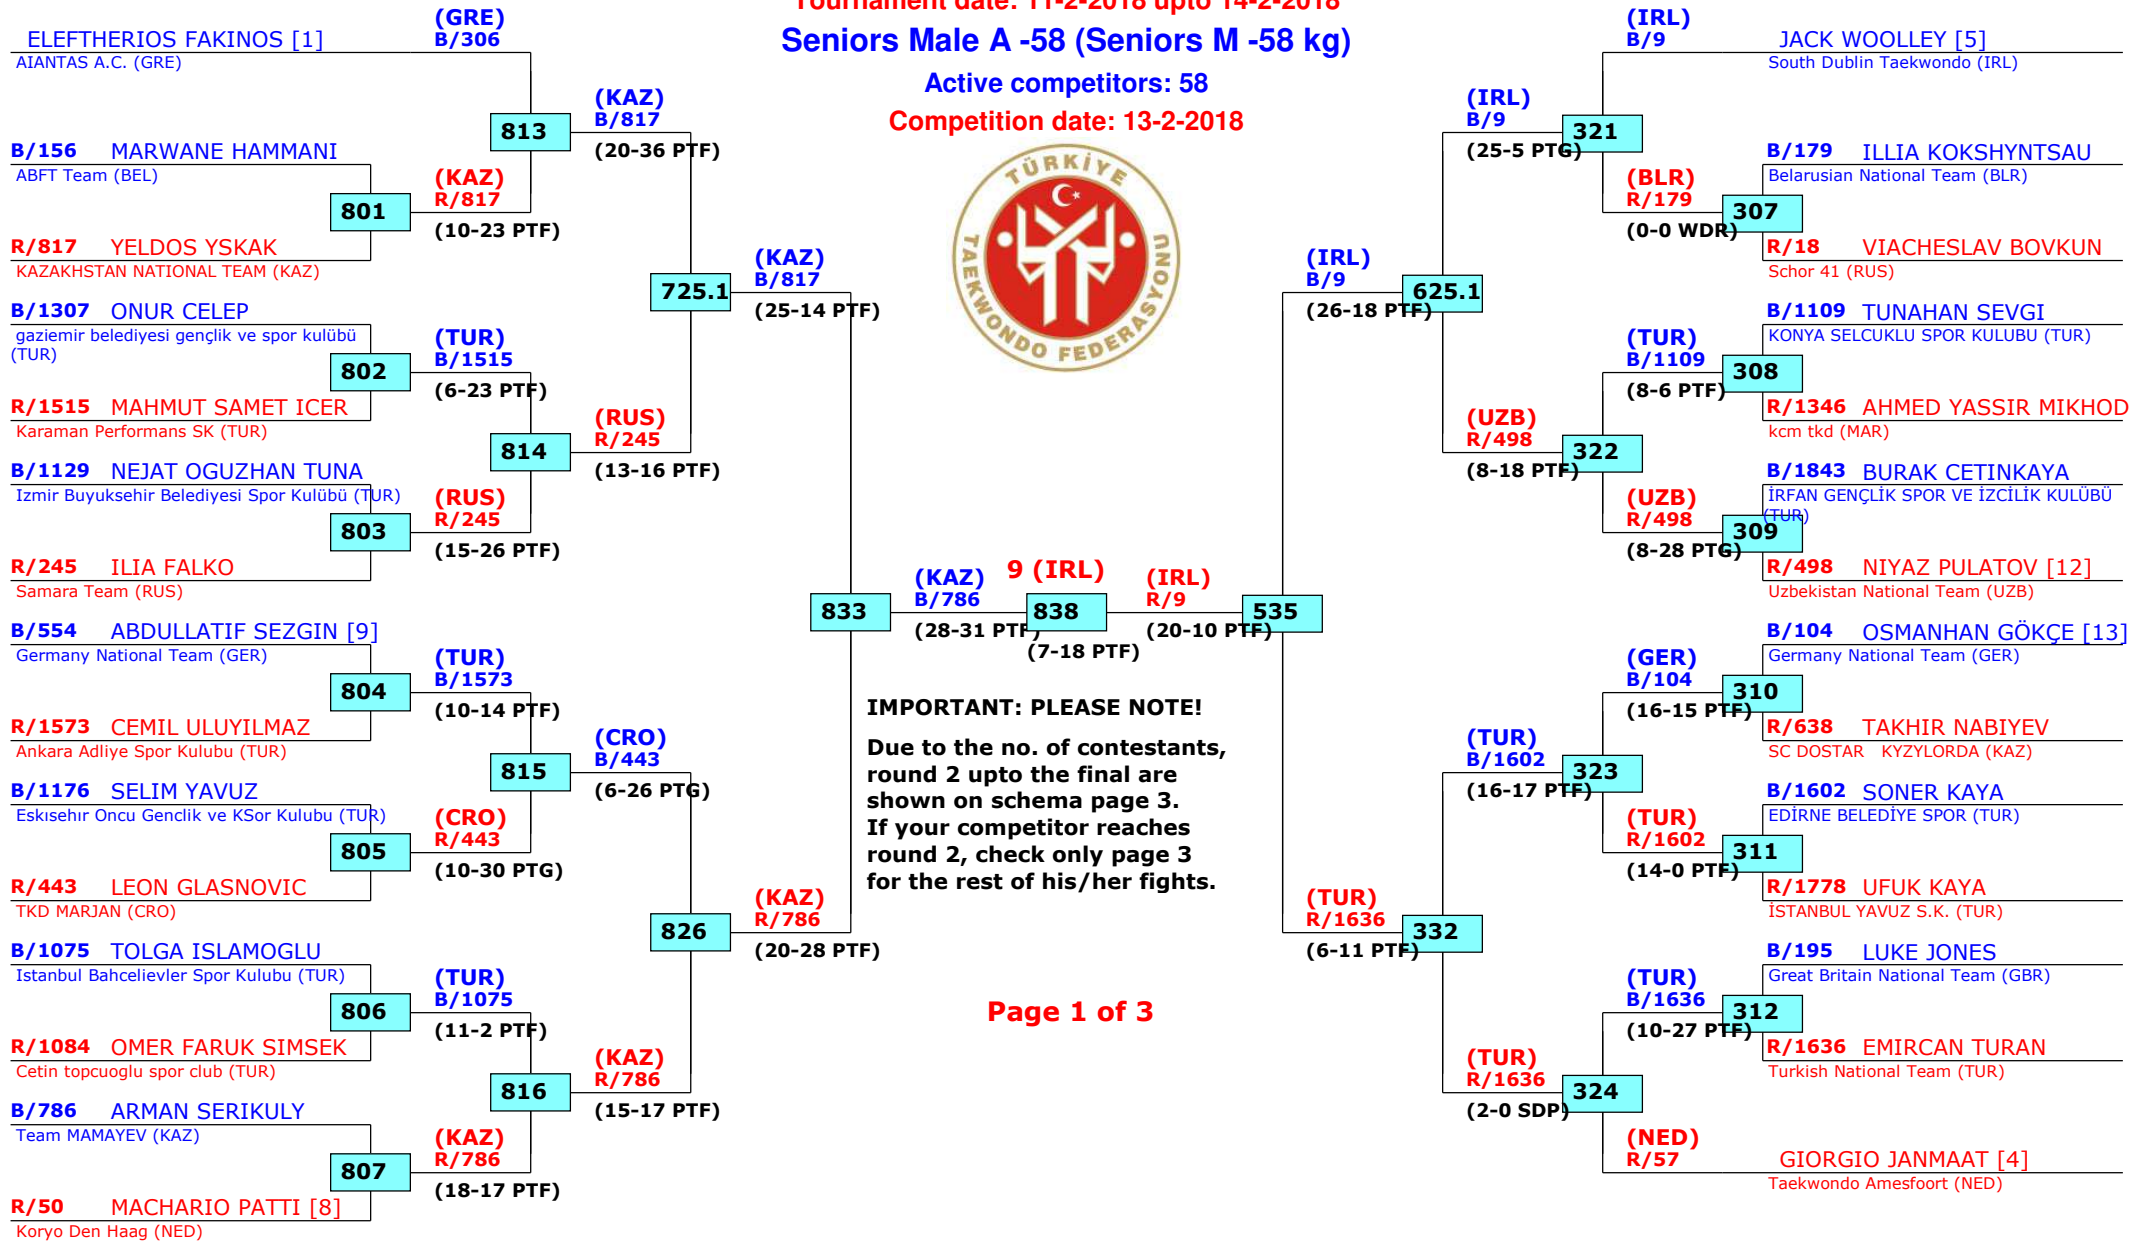 Tournament date: 11-2-2018 upto 14-2-2018
Seniors Male A -58 (Seniors M -58 kg)
Active competitors: 58
Competition date: 13-2-2018
TÜRKİYE
TAEKWONDO FEDERASYONU
ELEFTHERIOS FAKINOS [1]
AIANTAS A.C. (GRE)
B/156 MARWANE HAMMANI
ABFT Team (BEL)
801
R/817 YELDOS YSKAK
KAZAKHSTAN NATIONAL TEAM (KAZ)
B/1307 ONUR CELEP
gaziemir belediyesi gençlik ve spor kulübü
(TUR)
802
R/1515 MAHMUT SAMET ICER
Karaman Performans SK (TUR)
B/1129 NEJAT OGUZHAN TUNA
Izmir Buyuksehir Belediyesi Spor Kulübü (TUR)
803
R/245 ILIA FALKO
Samara Team (RUS)
B/554 ABDULLATIF SEZGIN [9]
Germany National Team (GER)
804
R/1573 CEMIL ULUYILMAZ
Ankara Adliye Spor Kulubu (TUR)
B/1176 SELIM YAVUZ
Eskısehır Oncu Genclik ve KSor Kulubu (TUR)
805
R/443 LEON GLASNOVIC
TKD MARJAN (CRO)
B/1075 TOLGA ISLAMOGLU
Istanbul Bahcelievler Spor Kulubu (TUR)
806
R/1084 OMER FARUK SIMSEK
Cetin topcuoglu spor club (TUR)
B/786 ARMAN SERIKULY
Team MAMAYEV (KAZ)
807
R/50 MACHARIO PATTI [8]
Koryo Den Haag (NED)
(GRE)
B/306
813
(KAZ)
R/817
(10-23 PTF)
(TUR)
B/1515
(6-23 PTF)
814
(RUS)
R/245
(15-26 PTF)
(TUR)
B/1573
(10-14 PTF)
815
(CRO)
R/443
(10-30 PTG)
(TUR)
B/1075
(11-2 PTF)
816
(KAZ)
R/786
(18-17 PTF)
(KAZ)
B/817
(20-36 PTF)
725.1
(RUS)
R/245
(13-16 PTF)
(CRO)
B/443
(6-26 PTG)
826
(KAZ)
R/786
(15-17 PTF)
(KAZ)
B/817
(25-14 PTF)
833
(KAZ)
R/786
(20-28 PTF)
(KAZ)
B/786
(28-31 PTF)
9 (IRL)
838
(7-18 PTF)
(IRL)
R/9
(20-10 PTF)
IMPORTANT: PLEASE NOTE!
Due to the no. of contestants,
round 2 upto the final are
shown on schema page 3.
If your competitor reaches
round 2, check only page 3
for the rest of his/her fights.
Page 1 of 3
(IRL)
B/9
(26-18 PTF)
535
(TUR)
R/1636
(6-11 PTF)
(IRL)
B/9
(25-5 PTG)
625.1
(UZB)
R/498
(8-18 PTF)
(TUR)
B/1602
(16-17 PTF)
332
(TUR)
R/1636
(2-0 SDP)
(IRL)
B/9
321
(BLR)
R/179
(0-0 WDR)
(TUR)
B/1109
(8-6 PTF)
322
(UZB)
R/498
(8-28 PTG)
(GER)
B/104
(16-15 PTF)
323
(TUR)
R/1602
(14-0 PTF)
(TUR)
B/1636
(10-27 PTF)
324
(NED)
R/57
JACK WOOLLEY [5]
South Dublin Taekwondo (IRL)
B/179 ILLIA KOKSHYNTSAU
Belarusian National Team (BLR)
307
R/18 VIACHESLAV BOVKUN
Schor 41 (RUS)
B/1109 TUNAHAN SEVGI
KONYA SELCUKLU SPOR KULUBU (TUR)
308
R/1346 AHMED YASSIR MIKHOD
kcm tkd (MAR)
B/1843 BURAK CETINKAYA
İRFAN GENÇLİK SPOR VE İZCİLİK KULÜBÜ
(TUR)
309
R/498 NIYAZ PULATOV [12]
Uzbekistan National Team (UZB)
B/104 OSMANHAN GÖKÇE [13]
Germany National Team (GER)
310
R/638 TAKHIR NABIYEV
SC DOSTAR KYZYLORDA (KAZ)
B/1602 SONER KAYA
EDİRNE BELEDİYE SPOR (TUR)
311
R/1778 UFUK KAYA
İSTANBUL YAVUZ S.K. (TUR)
B/195 LUKE JONES
Great Britain National Team (GBR)
312
R/1636 EMIRCAN TURAN
Turkish National Team (TUR)
GIORGIO JANMAAT [4]
Taekwondo Amesfoort (NED)